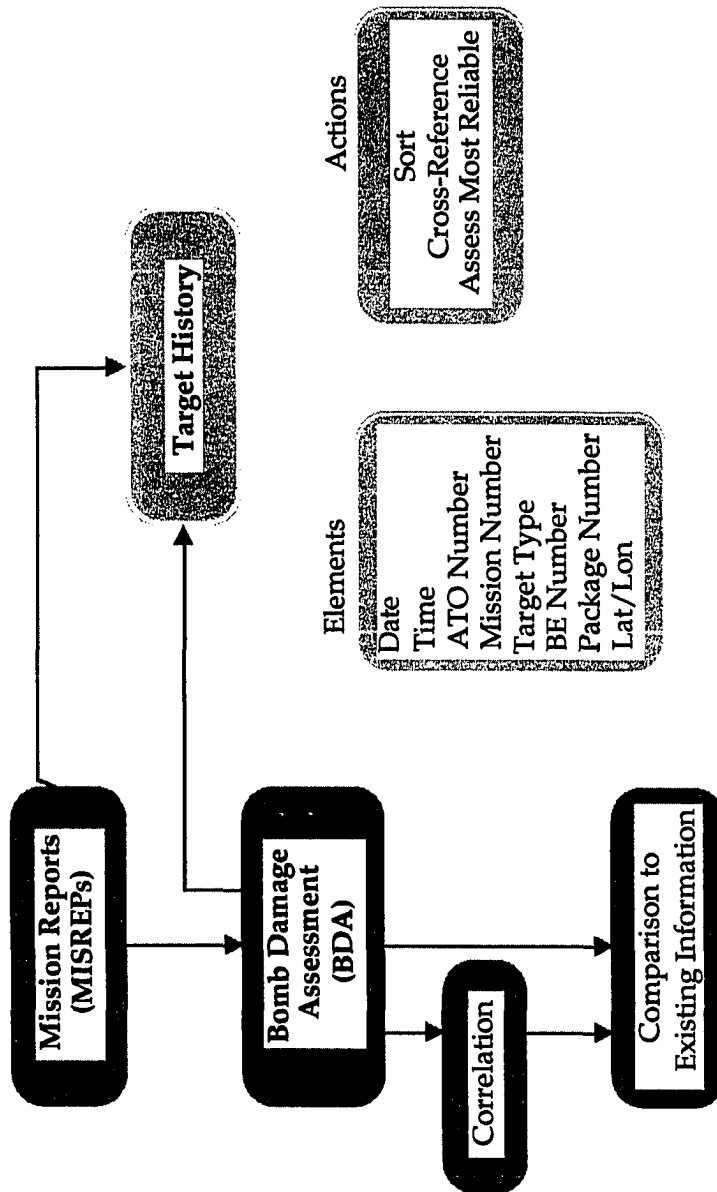 Mission Reports
(MISREPs)
Bomb Damage
Assessment
(BDA)
Correlation
Comparison to
Existing Information
Target History
Elements
Date
Time
ATO Number
Mission Number
Target Type
BE Number
Package Number
Lat/Lon
Actions
Sort
Cross-Reference
Assess Most Reliable